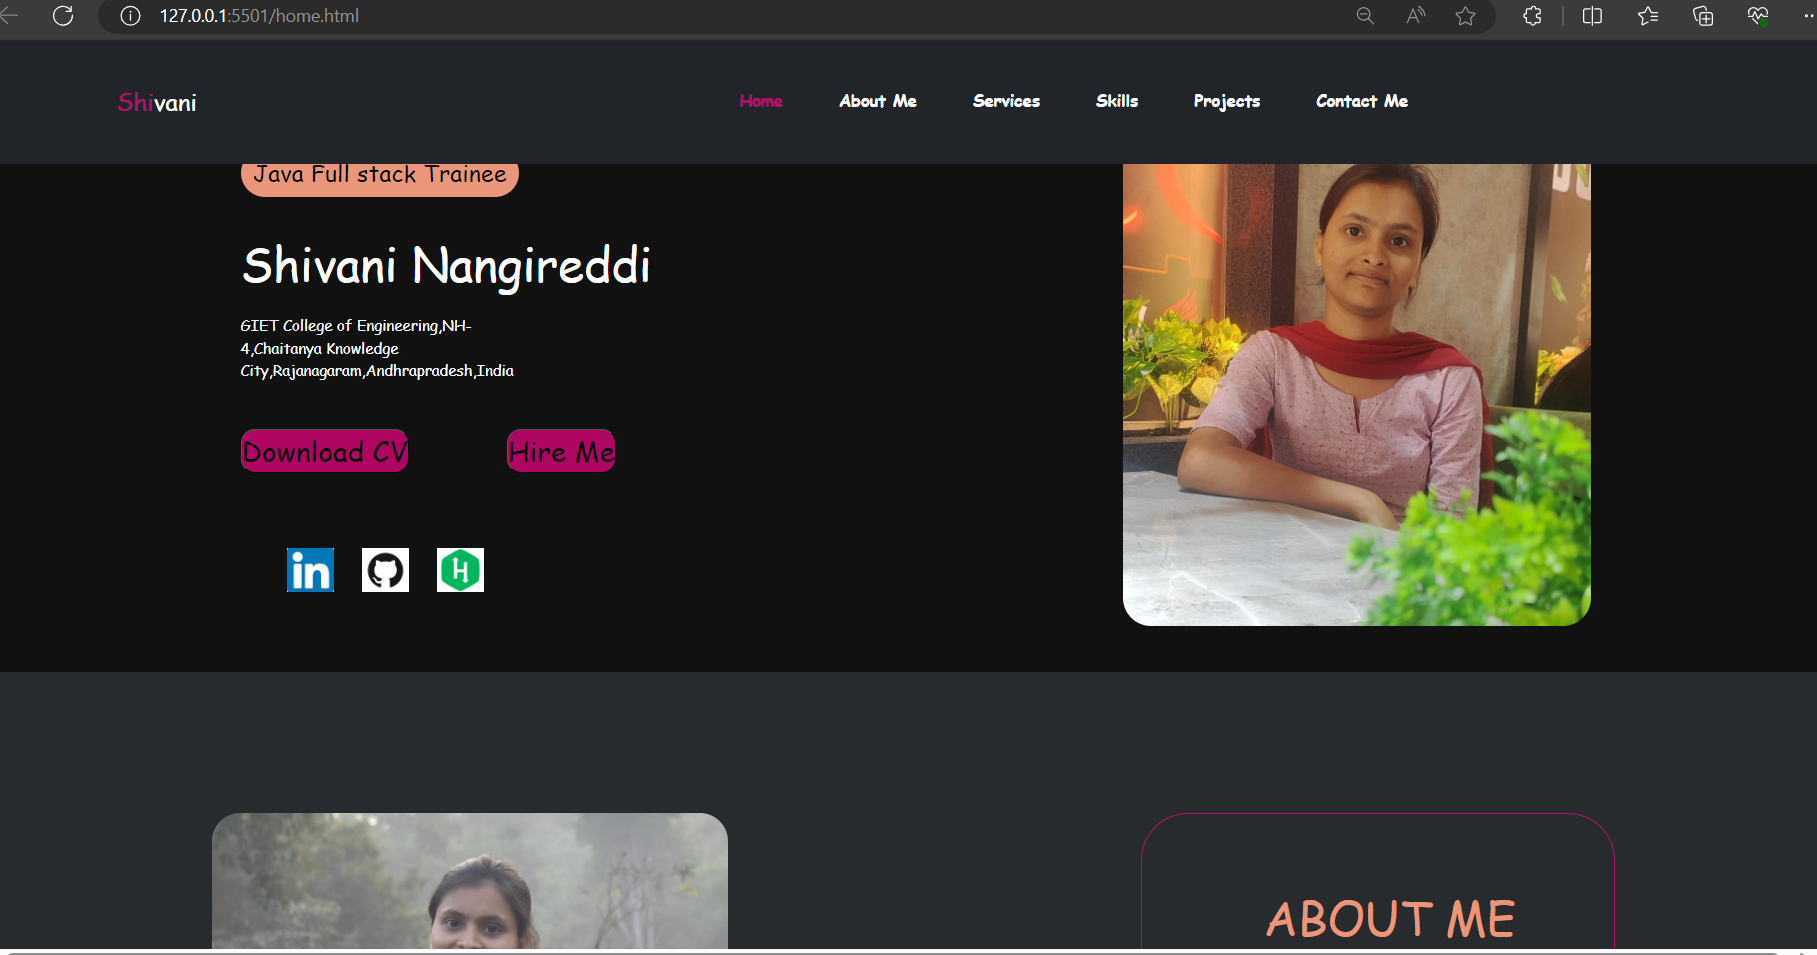 127.0.0.1:5501/home.html
Shivani
Home About Me Services Skills Projects Contact Me
Java Full stack Trainee
Shivani Nangireddi
GIET College of Engineering,NH-
4,Chaitanya Knowledge
City,Rajanagaram,Andhrapradesh,India
Download CV Hire Me
in
H
ABOUT ME